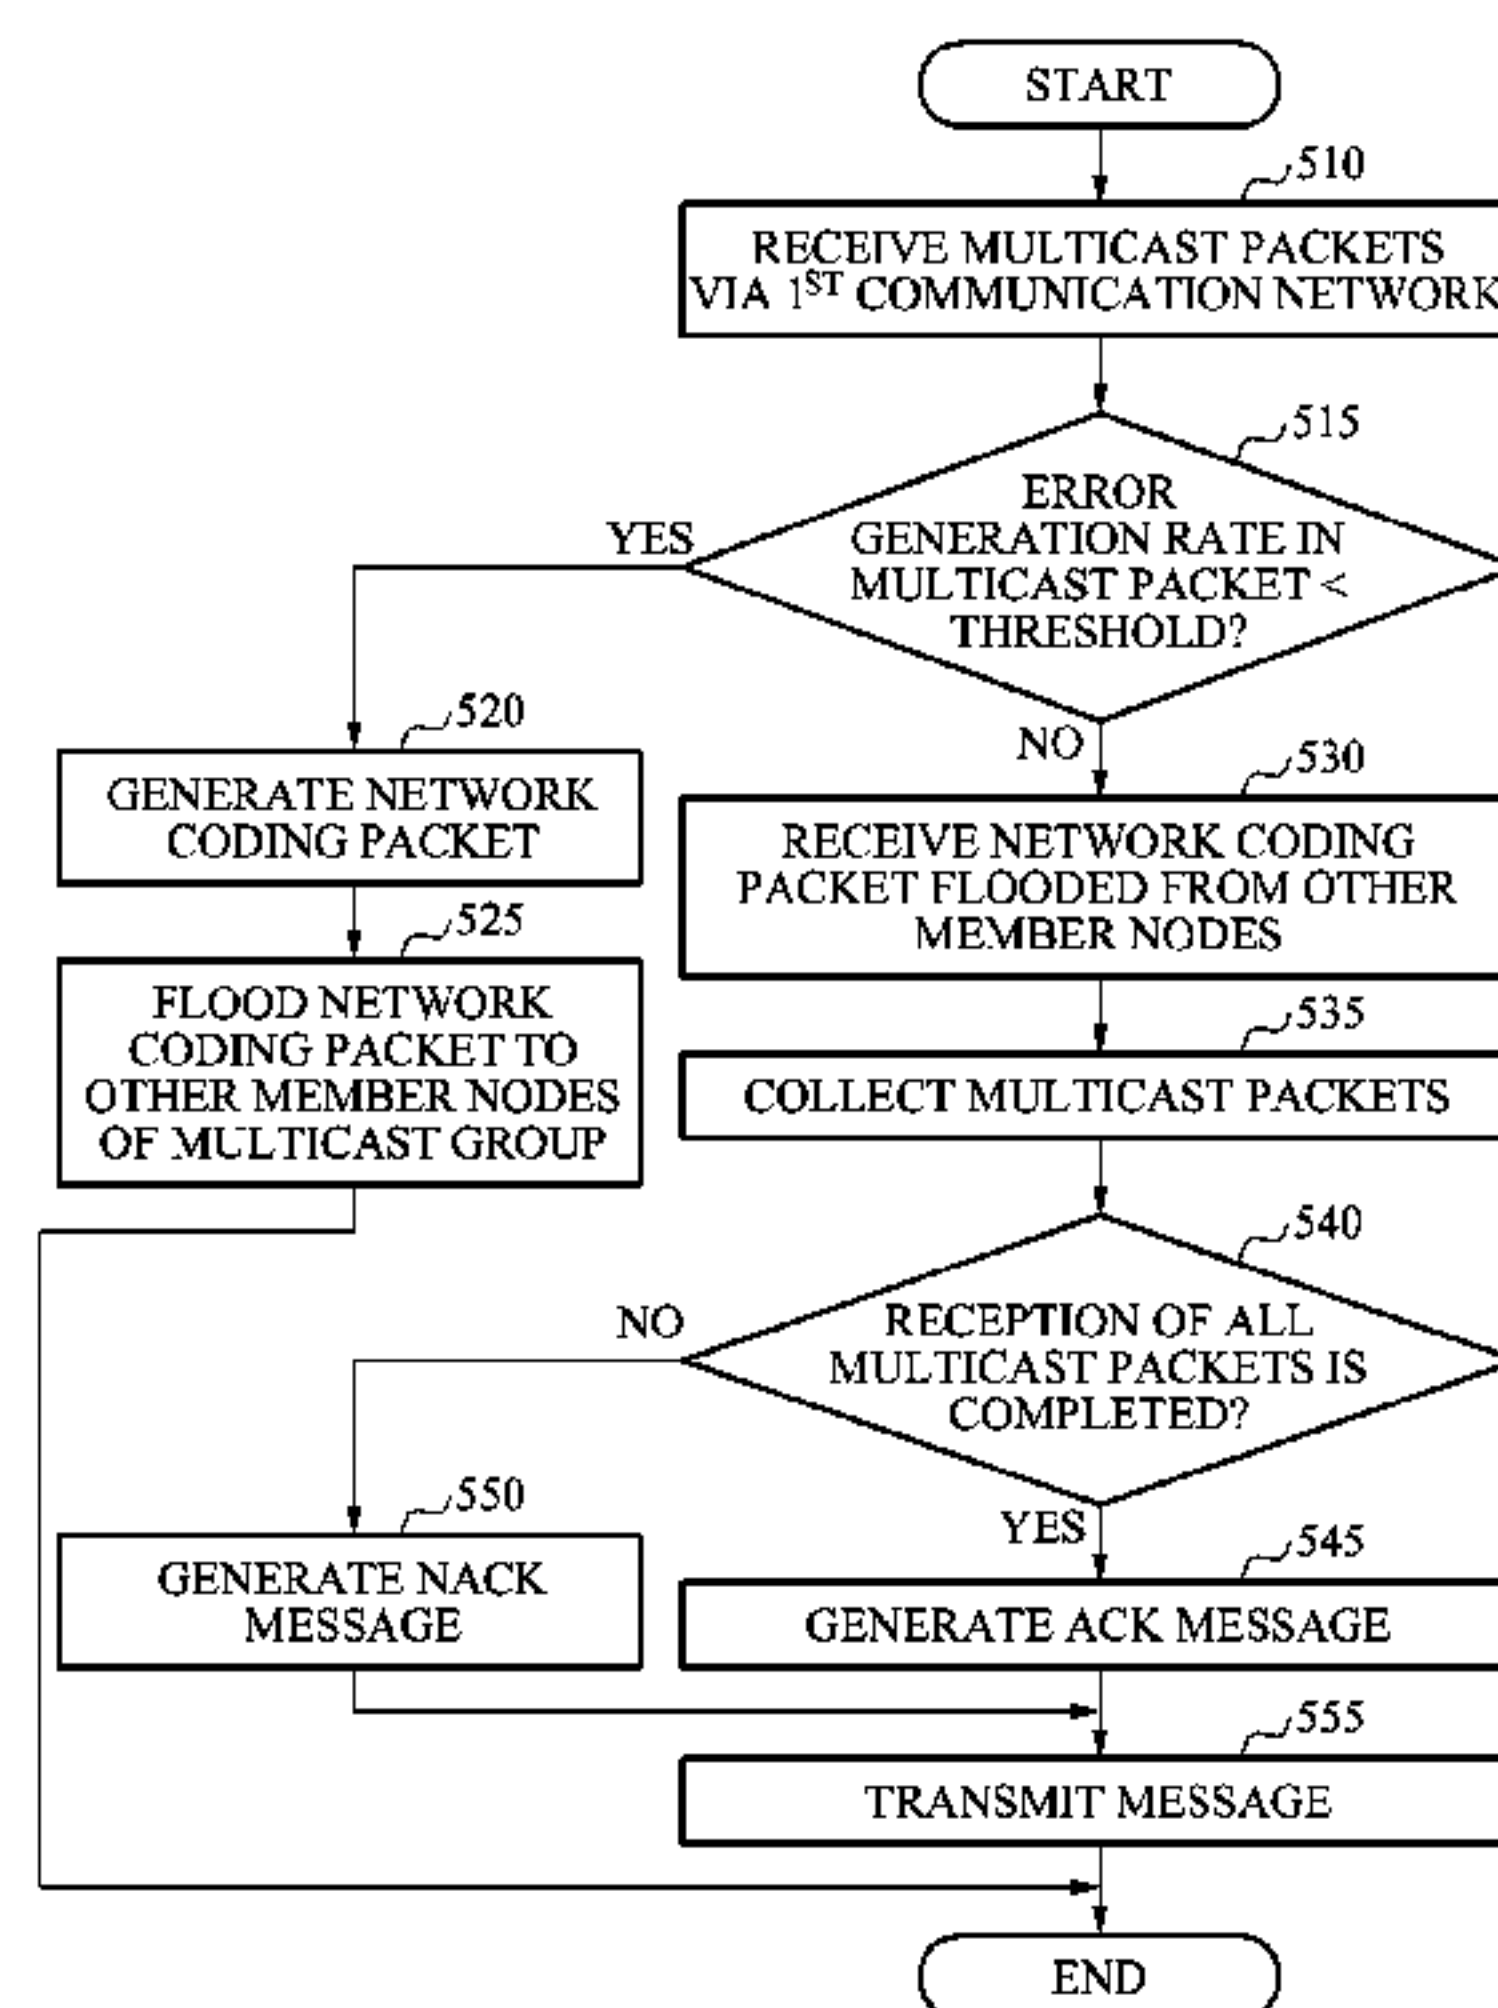 START
510
RECEIVE MULTICAST PACKETS
VIA 1ST COMMUNICATION NETWORK
515
ERROR
GENERATION RATE IN
MULTICAST PACKET <
THRESHOLD?
YES
NO
520
GENERATE NETWORK
CODING PACKET
525
FLOOD NETWORK
CODING PACKET TO
OTHER MEMBER NODES
OF MULTICAST GROUP
530
RECEIVE NETWORK CODING
PACKET FLOODED FROM OTHER
MEMBER NODES
535
COLLECT MULTICAST PACKETS
540
RECEPTION OF ALL
MULTICAST PACKETS IS
COMPLETED?
NO
YES
550
GENERATE NACK
MESSAGE
545
GENERATE ACK MESSAGE
555
TRANSMIT MESSAGE
END